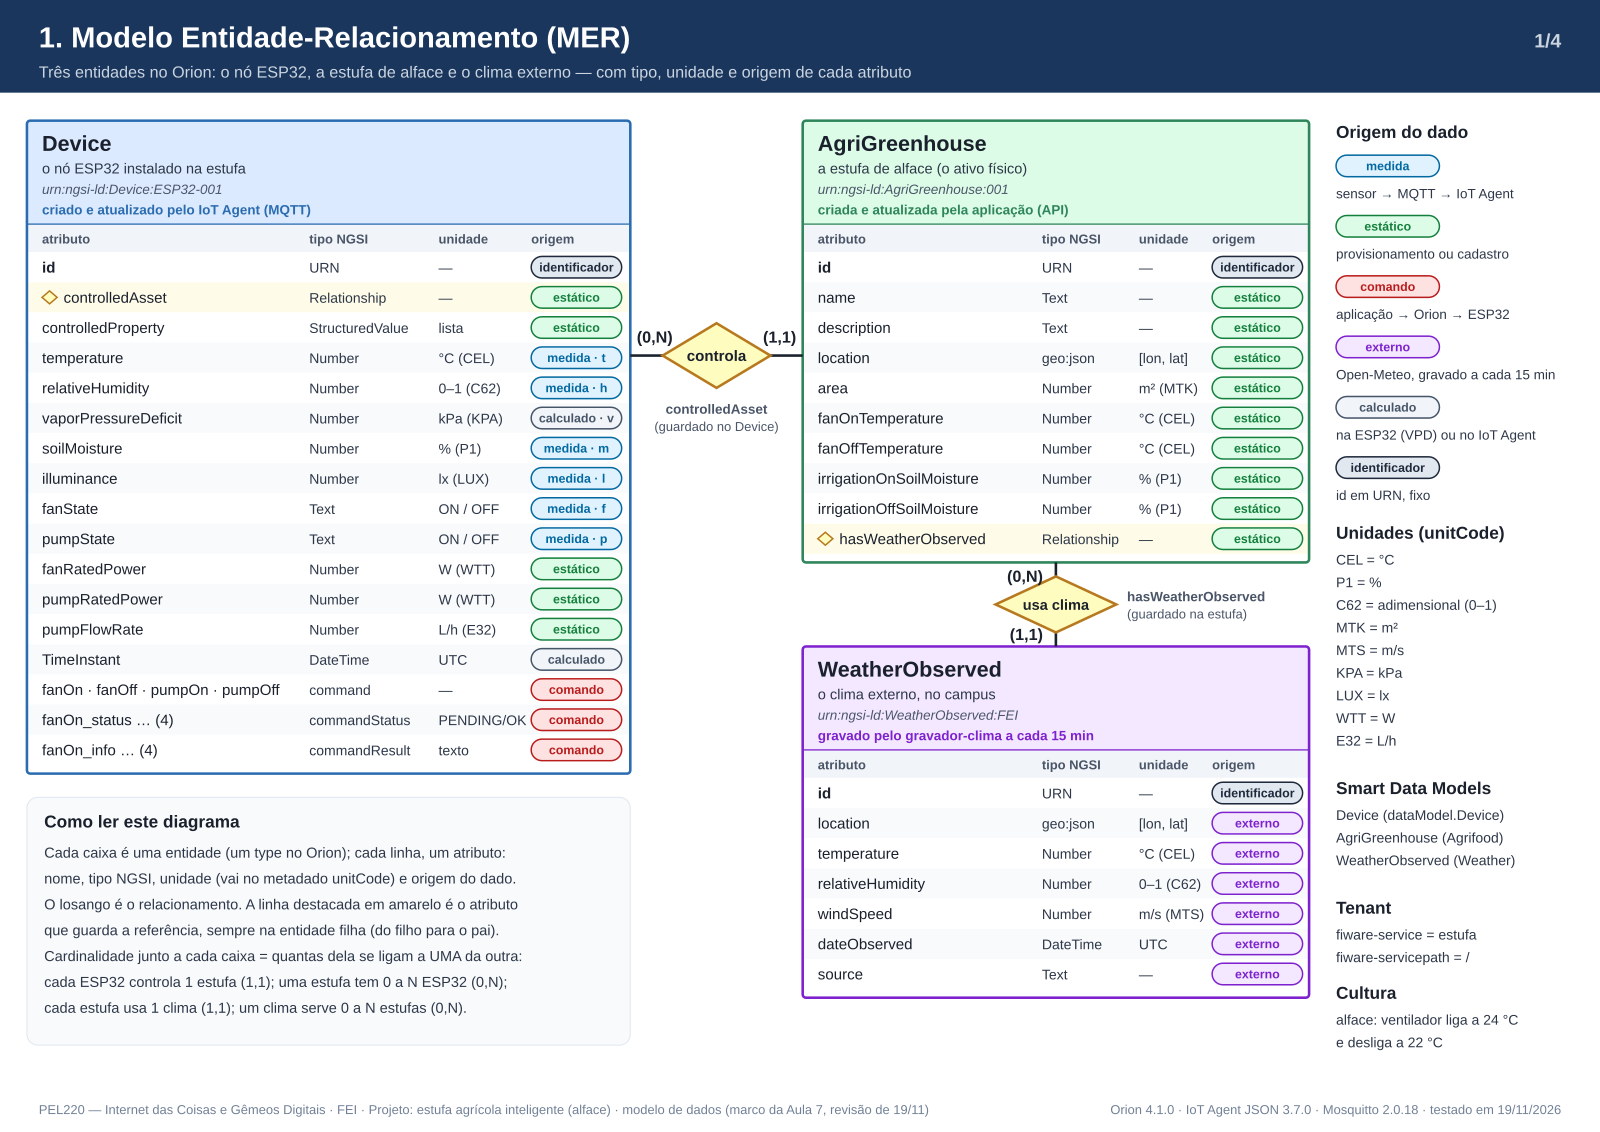 1. Modelo Entidade-Relacionamento (MER)
1/4
Três entidades no Orion: o nó ESP32, a estufa de alface e o clima externo — com tipo, unidade e origem de cada atributo
Device
o nó ESP32 instalado na estufa
urn:ngsi-ld:Device:ESP32-001
criado e atualizado pelo IoT Agent (MQTT)
atributo tipo NGSI unidade origem
id URN — identificador
controlledAsset Relationship — estático
controlledProperty StructuredValue lista estático
temperature Number °C (CEL) medida · t
relativeHumidity Number 0–1 (C62) medida · h
vaporPressureDeficit Number kPa (KPA) calculado · v
soilMoisture Number % (P1) medida · m
illuminance Number lx (LUX) medida · l
fanState Text ON / OFF medida · f
pumpState Text ON / OFF medida · p
fanRatedPower Number W (WTT) estático
pumpRatedPower Number W (WTT) estático
pumpFlowRate Number L/h (E32) estático
TimeInstant DateTime UTC calculado
fanOn · fanOff · pumpOn · pumpOff command — comando
fanOn_status … (4) commandStatus PENDING/OK comando
fanOn_info … (4) commandResult texto comando
(0,N) controla (1,1)
controlledAsset
(guardado no Device)
AgriGreenhouse
a estufa de alface (o ativo físico)
urn:ngsi-ld:AgriGreenhouse:001
criada e atualizada pela aplicação (API)
atributo tipo NGSI unidade origem
id URN — identificador
name Text — estático
description Text — estático
location geo:json [lon, lat] estático
area Number m² (MTK) estático
fanOnTemperature Number °C (CEL) estático
fanOffTemperature Number °C (CEL) estático
irrigationOnSoilMoisture Number % (P1) estático
irrigationOffSoilMoisture Number % (P1) estático
hasWeatherObserved Relationship — estático
(0,N)
usa clima
(1,1)
hasWeatherObserved
(guardado na estufa)
WeatherObserved
o clima externo, no campus
urn:ngsi-ld:WeatherObserved:FEI
gravado pelo gravador-clima a cada 15 min
atributo tipo NGSI unidade origem
id URN — identificador
location geo:json [lon, lat] externo
temperature Number °C (CEL) externo
relativeHumidity Number 0–1 (C62) externo
windSpeed Number m/s (MTS) externo
dateObserved DateTime UTC externo
source Text — externo
Como ler este diagrama
Cada caixa é uma entidade (um type no Orion); cada linha, um atributo:
nome, tipo NGSI, unidade (vai no metadado unitCode) e origem do dado.
O losango é o relacionamento. A linha destacada em amarelo é o atributo
que guarda a referência, sempre na entidade filha (do filho para o pai).
Cardinalidade junto a cada caixa = quantas dela se ligam a UMA da outra:
cada ESP32 controla 1 estufa (1,1); uma estufa tem 0 a N ESP32 (0,N);
cada estufa usa 1 clima (1,1); um clima serve 0 a N estufas (0,N).
Origem do dado
medida
sensor → MQTT → IoT Agent
estático
provisionamento ou cadastro
comando
aplicação → Orion → ESP32
externo
Open-Meteo, gravado a cada 15 min
calculado
na ESP32 (VPD) ou no IoT Agent
identificador
id em URN, fixo
Unidades (unitCode)
CEL = °C
P1 = %
C62 = adimensional (0–1)
MTK = m²
MTS = m/s
KPA = kPa
LUX = lx
WTT = W
E32 = L/h
Smart Data Models
Device (dataModel.Device)
AgriGreenhouse (Agrifood)
WeatherObserved (Weather)
Tenant
fiware-service = estufa
fiware-servicepath = /
Cultura
alface: ventilador liga a 24 °C
e desliga a 22 °C
PEL220 — Internet das Coisas e Gêmeos Digitais · FEI · Projeto: estufa agrícola inteligente (alface) · modelo de dados (marco da Aula 7, revisão de 19/11)
Orion 4.1.0 · IoT Agent JSON 3.7.0 · Mosquitto 2.0.18 · testado em 19/11/2026